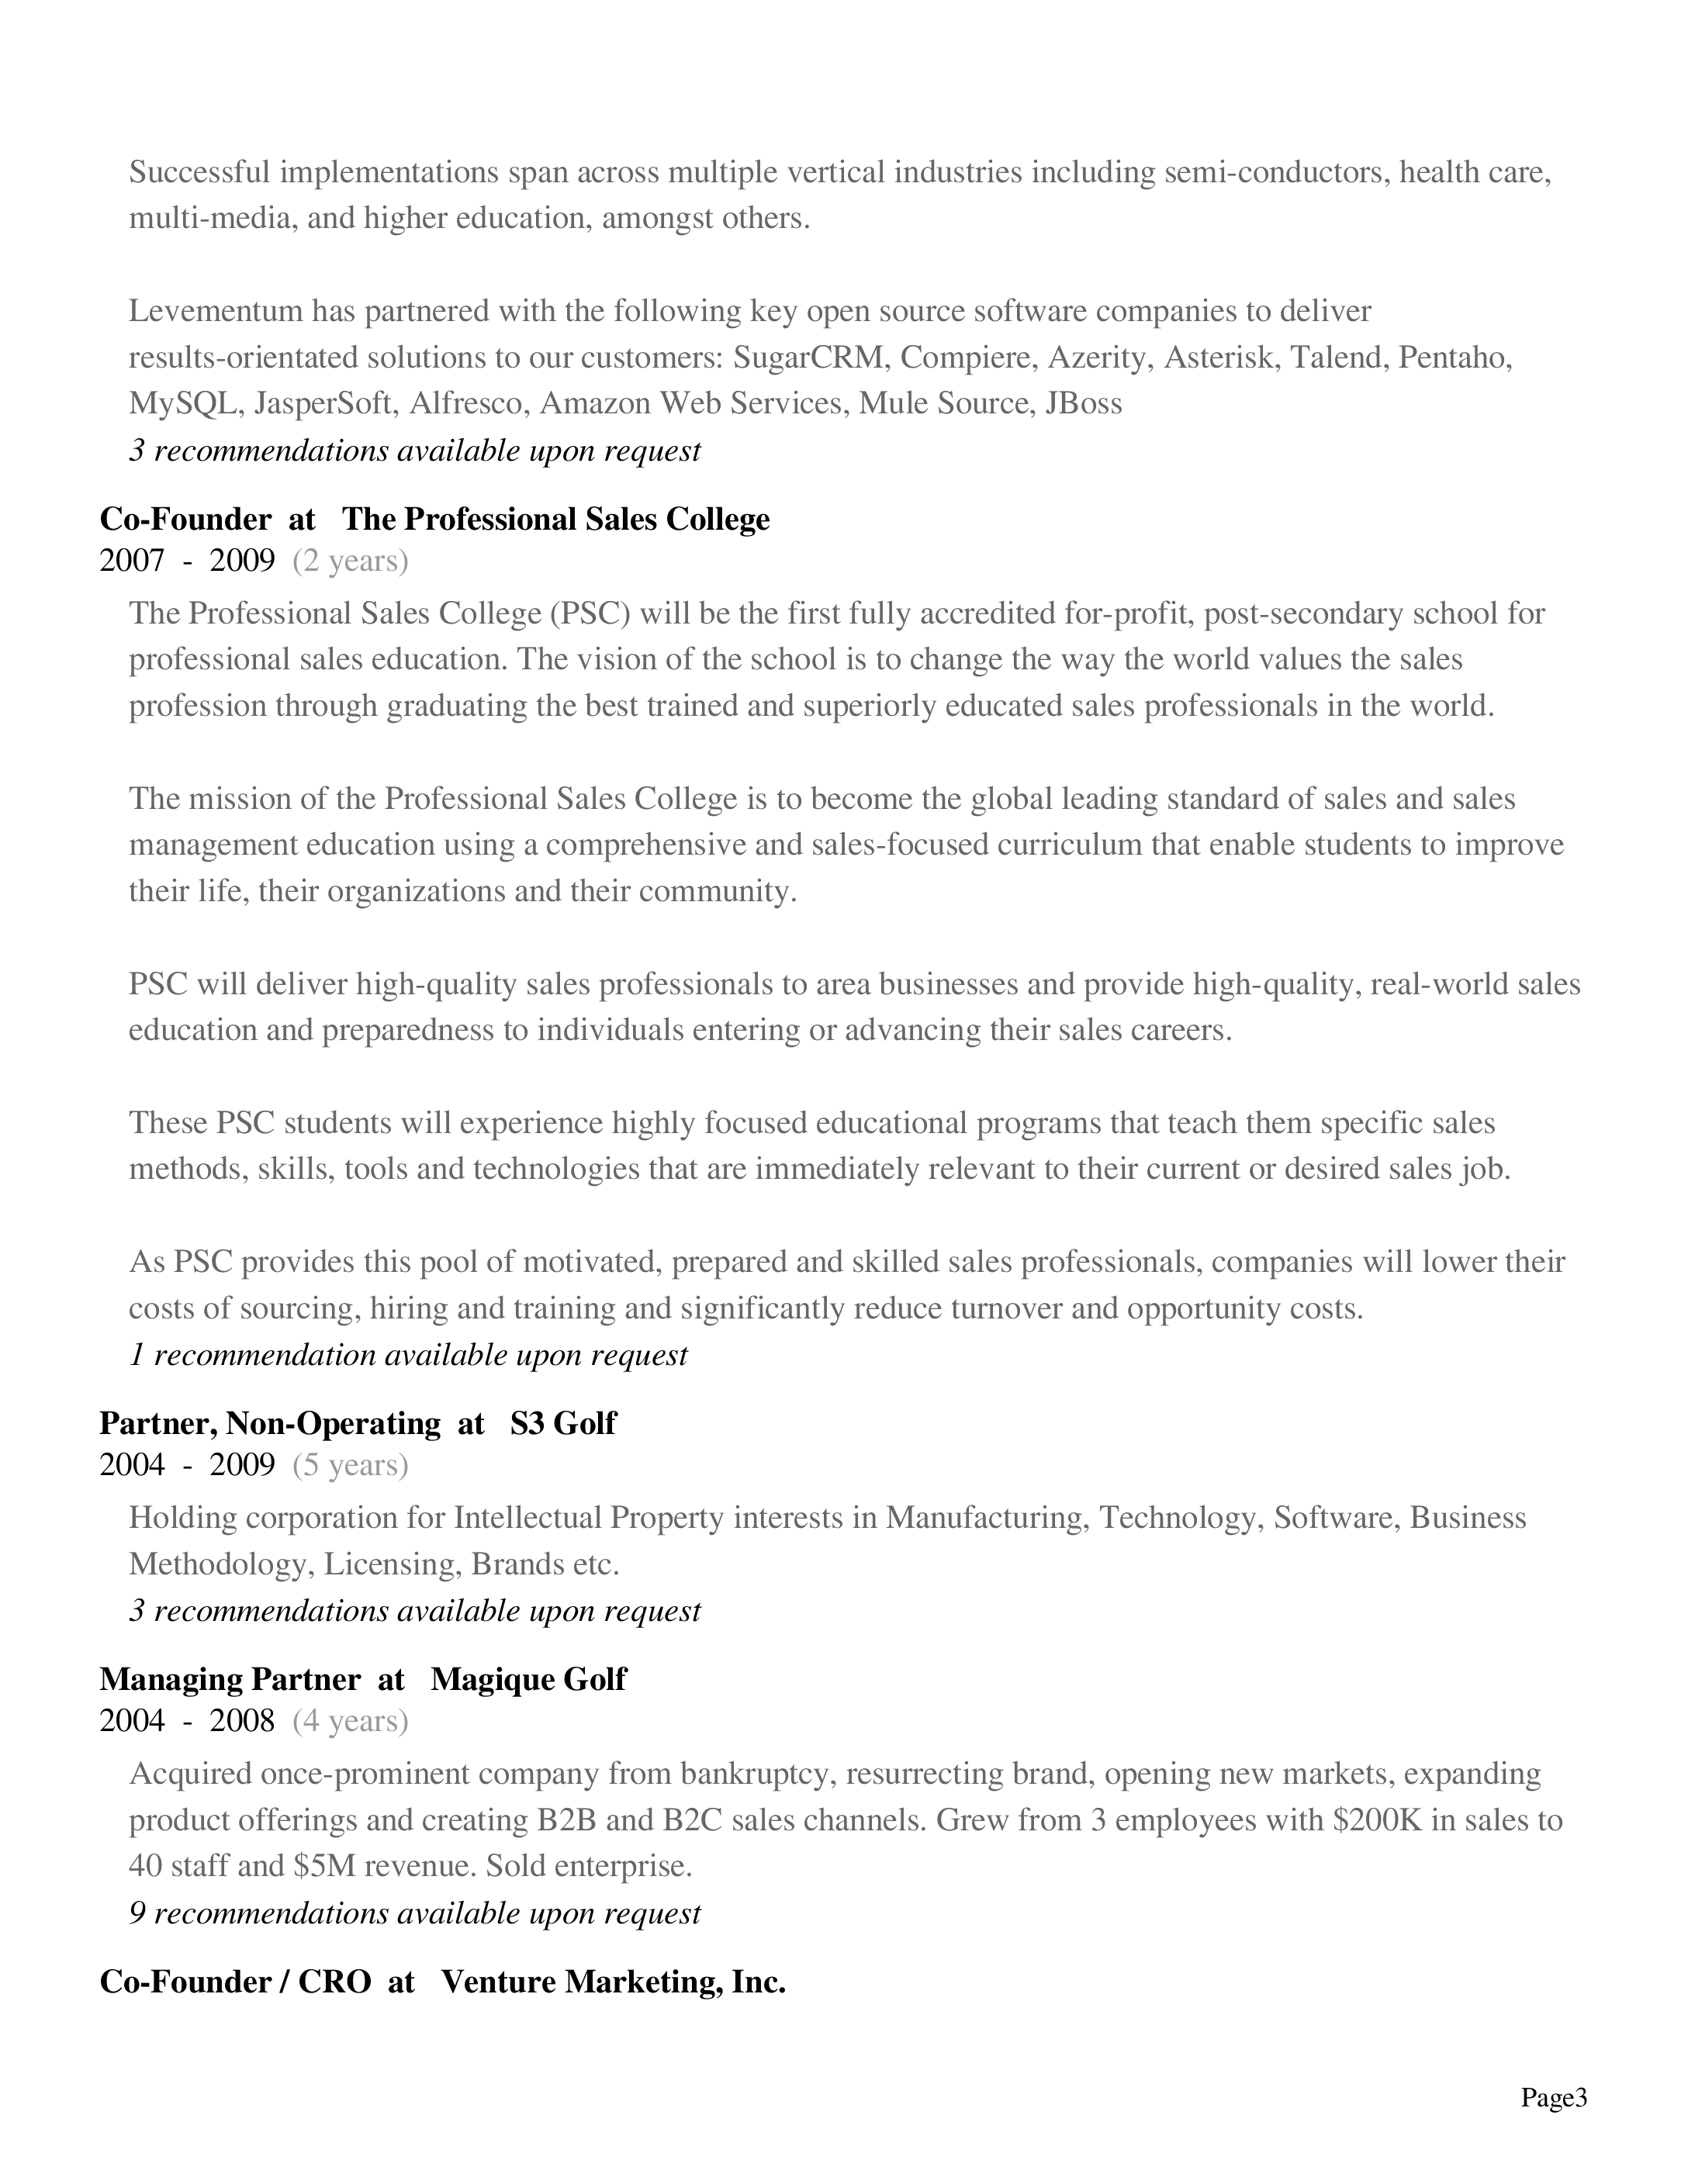 Successful implementations span across multiple vertical industries including semi-conductors, health care,
multi-media, and higher education, amongst others.
Levementum has partnered with the following key open source software companies to deliver
results-orientated solutions to our customers: SugarCRM, Compiere, Azerity, Asterisk, Talend, Pentaho,
MySQL, JasperSoft, Alfresco, Amazon Web Services, Mule Source, JBoss
3 recommendations available upon request
Co-Founder at The Professional Sales College
2007 - 2009 (2 years)
The Professional Sales College (PSC) will be the first fully accredited for-profit, post-secondary school for
professional sales education. The vision of the school is to change the way the world values the sales
profession through graduating the best trained and superiorly educated sales professionals in the world.
The mission of the Professional Sales College is to become the global leading standard of sales and sales
management education using a comprehensive and sales-focused curriculum that enable students to improve
their life, their organizations and their community.
PSC will deliver high-quality sales professionals to area businesses and provide high-quality, real-world sales
education and preparedness to individuals entering or advancing their sales careers.
These PSC students will experience highly focused educational programs that teach them specific sales
methods, skills, tools and technologies that are immediately relevant to their current or desired sales job.
As PSC provides this pool of motivated, prepared and skilled sales professionals, companies will lower their
costs of sourcing, hiring and training and significantly reduce turnover and opportunity costs.
1 recommendation available upon request
Partner, Non-Operating at S3 Golf
2004 - 2009 (5 years)
Holding corporation for Intellectual Property interests in Manufacturing, Technology, Software, Business
Methodology, Licensing, Brands etc.
3 recommendations available upon request
Managing Partner at Magique Golf
2004 - 2008 (4 years)
Acquired once-prominent company from bankruptcy, resurrecting brand, opening new markets, expanding
product offerings and creating B2B and B2C sales channels. Grew from 3 employees with $200K in sales to
40 staff and $5M revenue. Sold enterprise.
9 recommendations available upon request
Co-Founder / CRO at Venture Marketing, Inc.
Page3